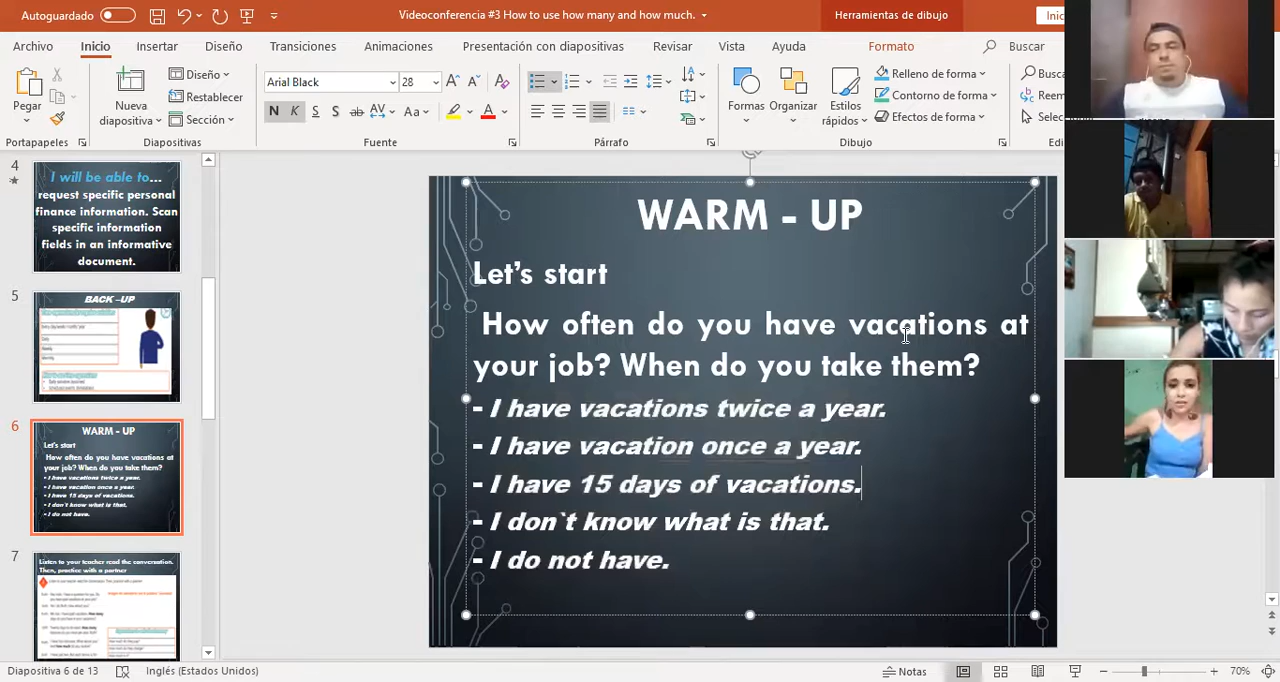 Autoguardado
Videoconferencia #3 How to use how many and how much.
Herramientas de dibujo
Inic
Archivo Inicio Insertar Diseño Transiciones Animaciones Presentación con diapositivas Revisar Vista Ayuda Formato Buscar
Pegar
Nueva diapositiva
Diseño
Restablecer
Sección
Arial Black 28
N K S S ab AV Aa A
Formas Organizar Estilos rápidos
Relleno de forma
Contorno de forma
Efectos de forma
Busca
Reem
Selecci
Portapapeles Diapositivas Fuente Párrafo Dibujo Edi
4
I will be able to...
request specific personal
finance information. Scan
specific information
fields in an informative
document.
5
BACK -UP
6
WARM - UP
Let's start
How often do you have vacations at
your job? When do you take them?
- I have vacations twice a year.
- I have vacation once a year.
- I have 15 days of vacations.
- I don`t know what is that.
- I do not have.
7
Listen to your teacher read the conversation.
Then, practice with a partner
WARM - UP
Let's start
How often do you have vacations at
your job? When do you take them?
- I have vacations twice a year.
- I have vacation once a year.
- I have 15 days of vacations.
- I don`t know what is that.
- I do not have.
Diapositiva 6 de 13 Inglés (Estados Unidos) Notas 70%